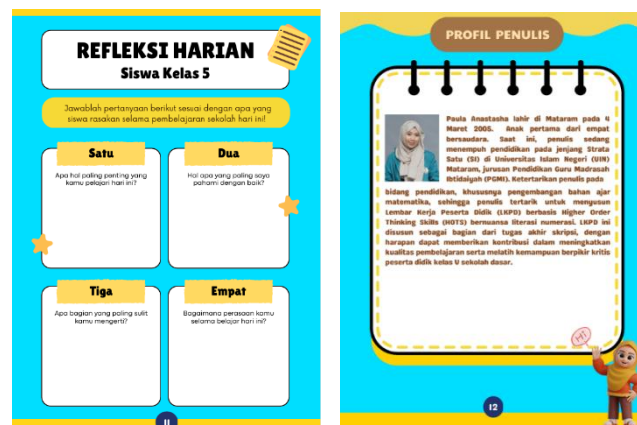 REFLEKSI HARIAN
Siswa Kelas 5
Jawablah pertanyaan berikut sesuai dengan apa yang
siswa rasakan selama pembelajaran sekolah hari ini!
Satu
Apa hal paling penting yang
kamu pelajari hari ini?
Dua
Hal apa yang paling saya
pahami dengan baik?
Tiga
Apa bagian yang paling sulit
kamu mengerti?
Empat
Bagaimana perasaan kamu
selama belajar hari ini?
11
PROFIL PENULIS
Paula Anastasha lahir di Mataram pada 4
Maret 2005. Anak pertama dari empat
bersaudara. Saat ini, penulis sedang
menempuh pendidikan pada jenjang Strata
Satu (S1) di Universitas Islam Negeri (UIN)
Mataram, jurusan Pendidikan Guru Madrasah
Ibtidaiyah (PGMI). Ketertarikan penulis pada
bidang pendidikan, khususnya pengembangan bahan ajar
matematika, sehingga penulis tertarik untuk menyusun
Lembar Kerja Peserta Didik (LKPD) berbasis Higher Order
Thinking Skills (HOTS) bernuansa literasi numerasi. LKPD ini
disusun sebagai bagian dari tugas akhir skripsi, dengan
harapan dapat memberikan kontribusi dalam meningkatkan
kualitas pembelajaran serta melatih kemampuan berpikir kritis
peserta didik kelas V sekolah dasar.
Hi
12